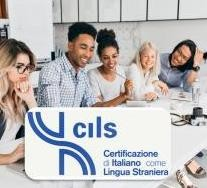 cils
Certificazione
di Italiano come
Lingua Straniera